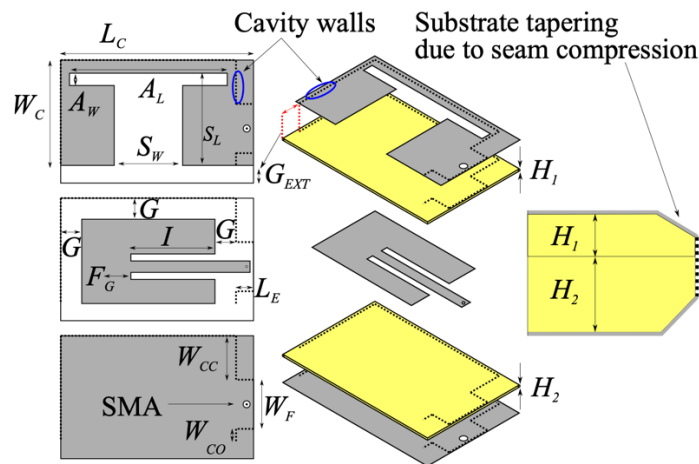 L_C
Cavity walls
Substrate tapering
due to seam compression
W_C
A_W
A_L
S_L
S_W
G_EXT
H_1
G
G
I
G
F_G
L_E
H_1
H_2
W_CC
SMA
W_F
W_CO
H_2